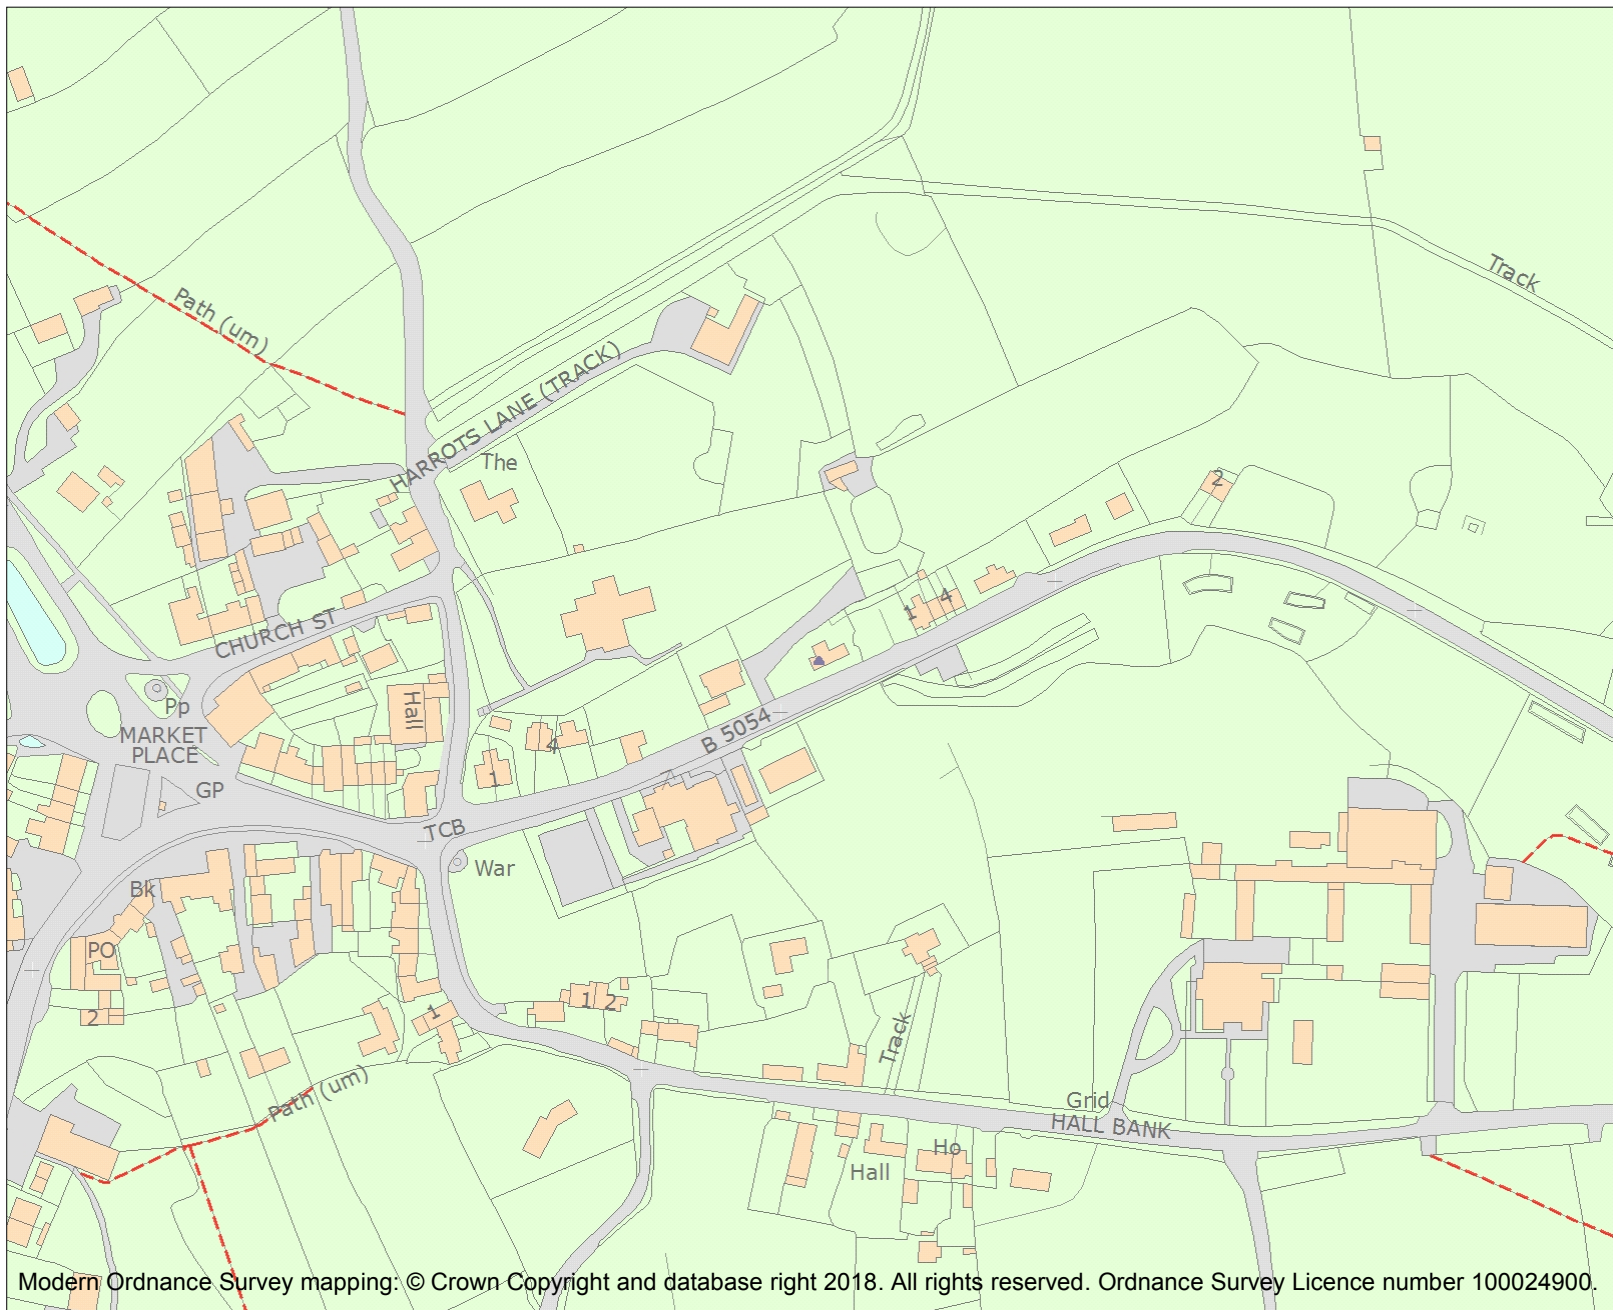 Track
Path (um)
HARROTS LANE (TRACK)
The
2
4
1
CHURCH ST
Hall
Pp
MARKET
PLACE
B 5054
4
1
GP
TCB
War
Bk
PO
2
1 2
1
Track
Path (um)
Grid
HALL BANK
Ho
Hall
Modern Ordnance Survey mapping: © Crown Copyright and database right 2018. All rights reserved. Ordnance Survey Licence number 100024900.